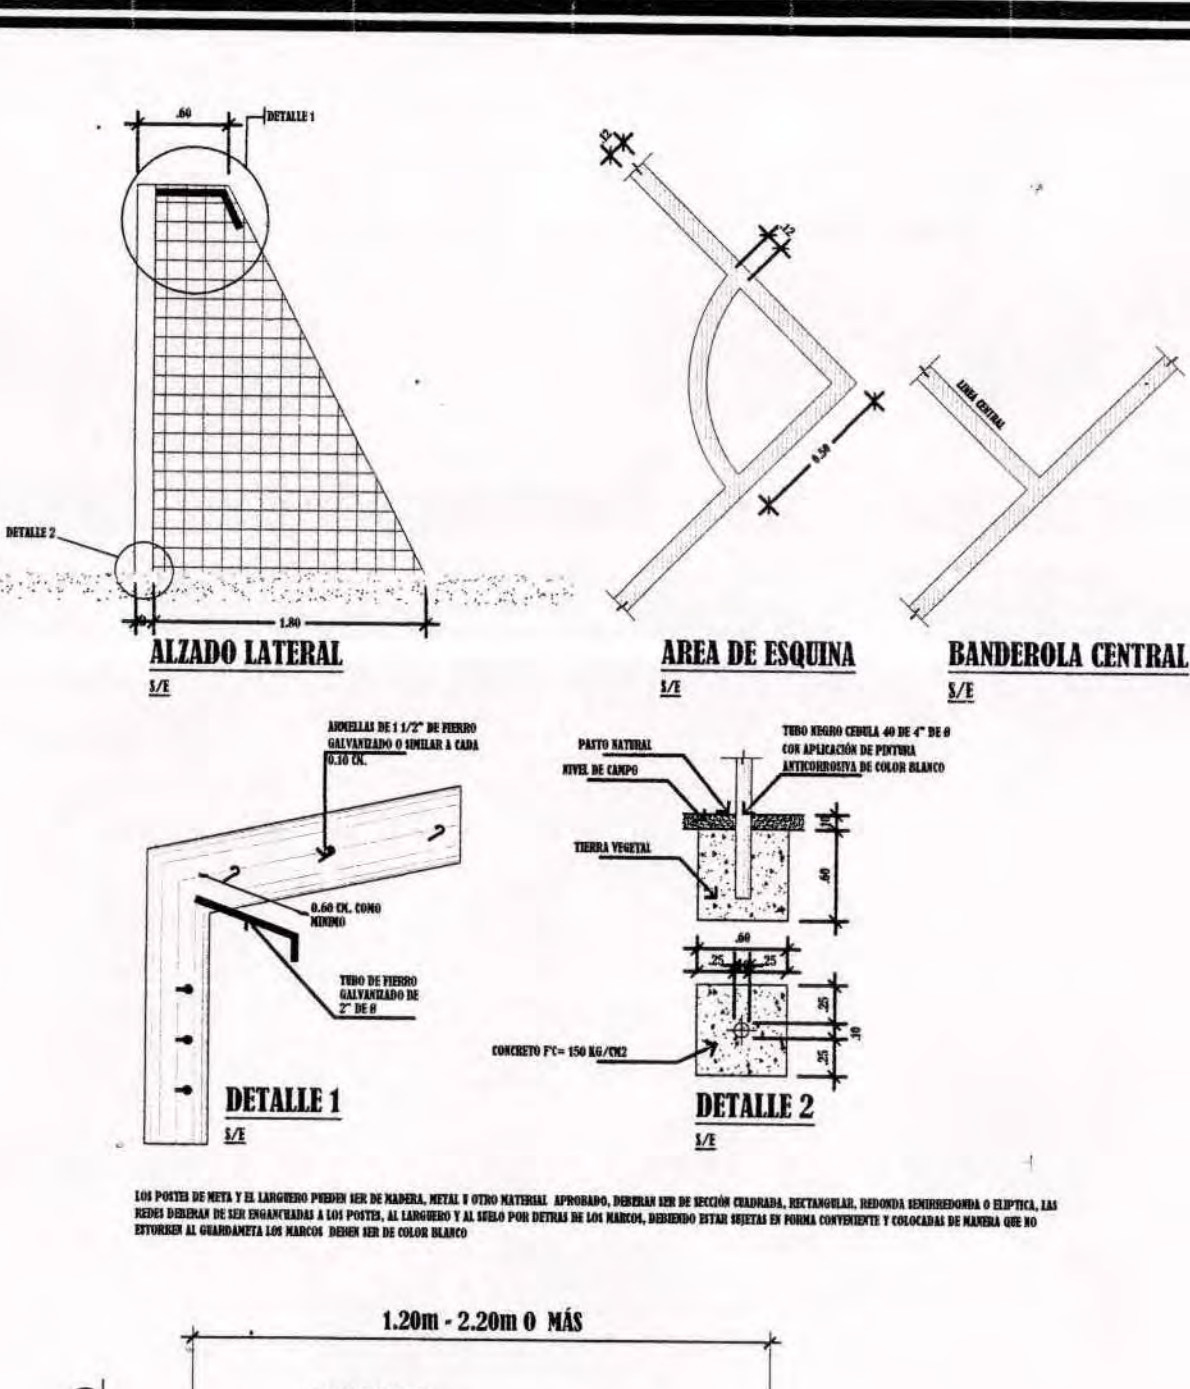 .60
DETALLE 1
.12
.12
LINEA CENTRAL
0.50
DETALLE 2
1.80
ALZADO LATERAL
S/E
AREA DE ESQUINA
S/E
BANDEROLA CENTRAL
S/E
ARMELLAS DE 1 1/2" DE FIERRO
GALVANIZADO O SIMILAR A CADA
0.10 CM.
0.60 CM. COMO
MINIMO
TUBO DE FIERRO
GALVANIZADO DE
2" DE θ
DETALLE 1
S/E
PASTO NATURAL
NIVEL DE CAMPO
TUBO NEGRO CEDULA 40 DE 4" DE θ
CON APLICACIÓN DE PINTURA
ANTICORROSIVA DE COLOR BLANCO
TIERRA VEGETAL
.10
.60
.60
.25
.25
.25
.10
.25
CONCRETO F'C= 150 KG/CM2
DETALLE 2
S/E
LOS POSTES DE META Y EL LARGUERO PUEDEN SER DE MADERA, METAL U OTRO MATERIAL APROBADO, DEBERAN SER DE SECCIÓN CUADRADA, RECTANGULAR, REDONDA SEMIRREDONDA O ELIPTICA, LAS
REDES DEBERAN DE SER ENGANCHADAS A LOS POSTES, AL LARGUERO Y AL SUELO POR DETRAS DE LOS MARCOS, DEBIENDO ESTAR SUJETAS EN FORMA CONVENIENTE Y COLOCADAS DE MANERA QUE NO
ESTORBEN AL GUARDAMETA LOS MARCOS DEBEN SER DE COLOR BLANCO
1.20m - 2.20m O MÁS